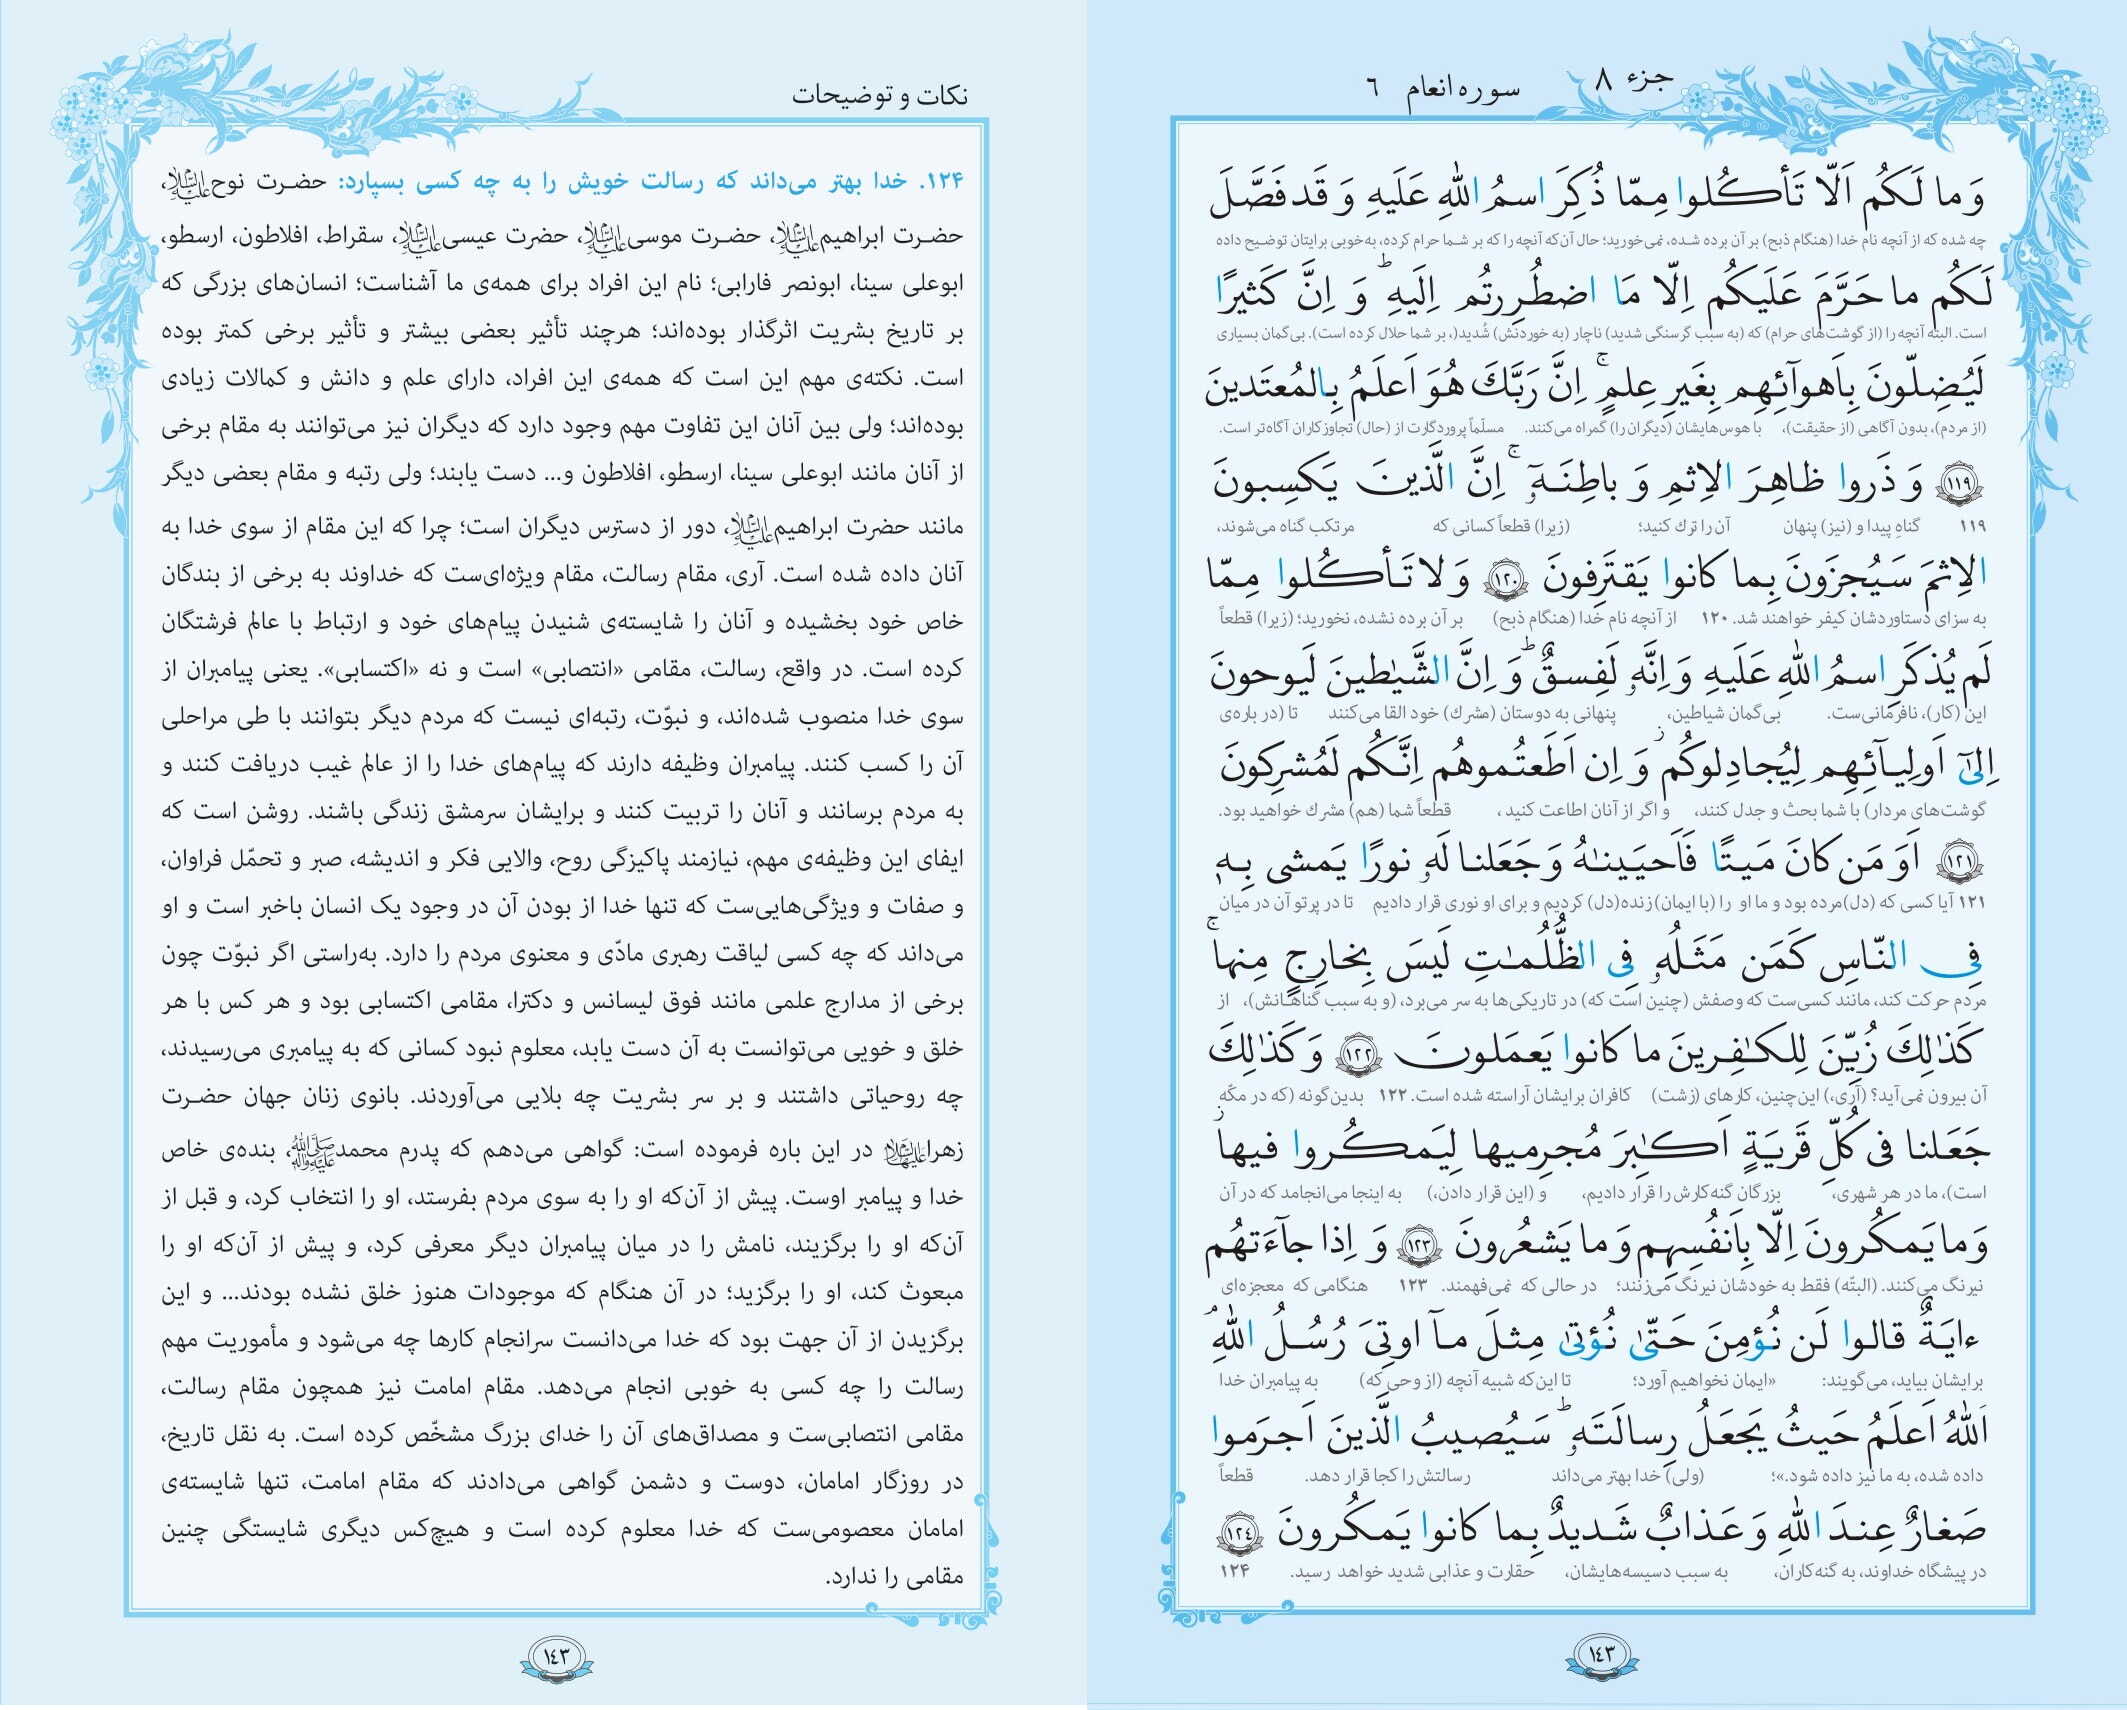 جزء ۸
سوره انعام ۶
وَ ما لَكُم اَلّا تَأكُلوا مِمّا ذُكِرَ اسمُ اللّٰهِ عَلَيهِ وَ قَد فَصَّلَ
چه شده که از آنچه نام خدا (هنگام ذبح) بر آن برده شده، نمی‌خورید؛ حال آن‌که آنچه را که بر شما حرام کرده، به‌خوبی برایتان توضیح داده
لَكُم ما حَرَّمَ عَلَيكُم اِلّا مَا اضطُرِرتُم اِلَيهِ ۗ وَ اِنَّ كَثيرًا
است. البته آنچه را (از گوشت‌های حرام) که (به سبب گرسنگی شدید) ناچار (به خوردنش) شُدید(، بر شما حلال کرده است). بی‌گمان بسیاری
لَيُضِلّونَ بِاَهوآئِهِم بِغَيرِ عِلمٍ ۚ اِنَّ رَبَّكَ هُوَ اَعلَمُ بِالمُعتَدينَ
(از مردم)، بدون آگاهی (از حقیقت)، با هوس‌هایشان (دیگران را) گمراه می‌کنند. مسلّماً پروردگارت از (حال) تجاوزکاران آگاه‌تر است.
۱۱۹ وَ ذَروا ظاهِرَ الاِثمِ وَ باطِنَهُٓ ۚ اِنَّ الَّذينَ يَكسِبونَ
۱۱۹ گناهِ پیدا و (نیز) پنهان آن را ترك کنید؛ (زیرا) قطعاً کسانی که مرتکب گناه می‌شوند،
الاِثمَ سَيُجزَونَ بِما كانوا يَقتَرِفونَ ۱۲۰ وَ لا تَأكُلوا مِمّا
به سزای دستاوردشان کیفر خواهند شد. ۱۲۰ از آنچه نام خدا (هنگام ذبح) بر آن برده نشده، نخورید؛ (زیرا) قطعاً
لَم يُذكَرِ اسمُ اللّٰهِ عَلَيهِ وَ اِنَّهُ لَفِسقٌ ۗ وَ اِنَّ الشَّيٰطينَ لَيوحونَ
این (کار)، نافرمانی‌ست. بی‌گمان شیاطین، پنهانی به دوستان (مشرك) خود القا می‌کنند تا (در باره‌ی
اِلىٰٓ اَولِيآئِهِم لِيُجادِلوكُم ۖ وَ اِن اَطَعتُموهُم اِنَّكُم لَمُشرِكونَ
گوشت‌های مردار) با شما بحث و جدل کنند، و اگر از آنان اطاعت کنید، قطعاً شما (هم) مشرك خواهید بود.
۱۲۱ اَوَ مَن كانَ مَيتًا فَاَحيَينٰهُ وَ جَعَلنا لَهُ نورًا يَمشي بِهِ
۱۲۱ آیا کسی که (دل)مرده بود و ما او را (با ایمان) زنده(دل) کردیم و برای او نوری قرار دادیم تا در پرتو آن در میان
فِى النّاسِ كَمَن مَثَلُهُ فِى الظُّلُمٰتِ لَيسَ بِخارِجٍ مِنها ۚ
مردم حرکت کند، مانند کسی‌ست که وصفش (چنین است که) در تاریکی‌ها به سر می‌برد، (و به سبب گناهانش)، از
كَذٰلِكَ زُيِّنَ لِلكٰفِرينَ ما كانوا يَعمَلونَ ۱۲۲ وَ كَذٰلِكَ
آن بیرون نمی‌آید؟ (آری،) این‌چنین، کارهای (زشت) کافران برایشان آراسته شده است. ۱۲۲ بدین‌گونه (که در مکّه
جَعَلنا فى كُلِّ قَريَةٍ اَكٰبِرَ مُجرِميها لِيَمكُروا فيها ۖ
است)، ما در هر شهری، بزرگان گنه‌کارش را قرار دادیم، و (این قرار دادن،) به اینجا می‌انجامد که در آن
وَ ما يَمكُرونَ اِلّا بِاَنفُسِهِم وَ ما يَشعُرونَ ۱۲۳ وَ اِذا جآءَتهُم
نیرنگ می‌کنند. (البتّه) فقط به خودشان نیرنگ می‌زنند؛ در حالی که نمی‌فهمند. ۱۲۳ هنگامی که معجزه‌ای
ءايَةٌ قالوا لَن نُؤمِنَ حَتّىٰ نُؤتىٰ مِثلَ مآ اوتِىَ رُسُلُ اللّٰهِ ۘ
برایشان بیاید، می‌گویند: «ایمان نخواهیم آورد؛ تا این‌که شبیه آنچه (از وحی که) به پیامبران خدا
اَللّٰهُ اَعلَمُ حَيثُ يَجعَلُ رِسالَتَهُ ۗ سَيُصيبُ الَّذينَ اَجرَموا
داده شده، به ما نیز داده شود.»؛ (ولی) خدا بهتر می‌داند رسالتش را کجا قرار دهد. قطعاً
صَغارٌ عِندَ اللّٰهِ وَ عَذابٌ شَديدٌ بِما كانوا يَمكُرونَ ۱۲۴
در پیشگاه خداوند، به گنه‌کاران، به سبب دسیسه‌هایشان، حقارت و عذابی شدید خواهد رسید. ۱۲۴
۱۴۳
نکات و توضیحات
۱۲۴. خدا بهتر می‌داند که رسالت خویش را به چه کسی بسپارد: حضرت نوح علیه‌السلام،
حضرت ابراهیم علیه‌السلام، حضرت موسی علیه‌السلام، حضرت عیسی علیه‌السلام، سقراط، افلاطون، ارسطو،
ابوعلی سینا، ابونصر فارابی؛ نام این افراد برای همه‌ی ما آشناست؛ انسان‌های بزرگی که
بر تاریخ بشریت اثرگذار بوده‌اند؛ هرچند تأثیر بعضی بیشتر و تأثیر برخی کمتر بوده
است. نکته‌ی مهم این است که همه‌ی این افراد، دارای علم و دانش و کمالات زیادی
بوده‌اند؛ ولی بین آنان این تفاوت مهم وجود دارد که دیگران نیز می‌توانند به مقام برخی
از آنان مانند ابوعلی سینا، ارسطو، افلاطون و... دست یابند؛ ولی رتبه و مقام بعضی دیگر
مانند حضرت ابراهیم علیه‌السلام، دور از دسترس دیگران است؛ چرا که این مقام از سوی خدا به
آنان داده شده است. آری، مقام رسالت، مقام ویژه‌ای‌ست که خداوند به برخی از بندگان
خاص خود بخشیده و آنان را شایسته‌ی شنیدن پیام‌های خود و ارتباط با عالم فرشتگان
کرده است. در واقع، رسالت، مقامی «انتصابی» است و نه «اکتسابی». یعنی پیامبران از
سوی خدا منصوب شده‌اند، و نبوّت، رتبه‌ای نیست که مردم دیگر بتوانند با طی مراحلی
آن را کسب کنند. پیامبران وظیفه دارند که پیام‌های خدا را از عالم غیب دریافت کنند و
به مردم برسانند و آنان را تربیت کنند و برایشان سرمشق زندگی باشند. روشن است که
ایفای این وظیفه‌ی مهم، نیازمند پاکیزگی روح، والایی فکر و اندیشه، صبر و تحمّل فراوان،
و صفات و ویژگی‌هایی‌ست که تنها خدا از بودن آن در وجود یک انسان باخبر است و او
می‌داند که چه کسی لیاقت رهبری مادّی و معنوی مردم را دارد. به‌راستی اگر نبوّت چون
برخی از مدارج علمی مانند فوق لیسانس و دکترا، مقامی اکتسابی بود و هر کس با هر
خلق و خویی می‌توانست به آن دست یابد، معلوم نبود کسانی که به پیامبری می‌رسیدند،
چه روحیاتی داشتند و بر سر بشریت چه بلایی می‌آوردند. بانوی زنان جهان حضرت
زهرا علیهاالسلام در این باره فرموده است: گواهی می‌دهم که پدرم محمد صلی‌الله‌علیه‌وآله، بنده‌ی خاص
خدا و پیامبر اوست. پیش از آن‌که او را به سوی مردم بفرستد، او را انتخاب کرد، و قبل از
آن‌که او را برگزیند، نامش را در میان پیامبران دیگر معرفی کرد، و پیش از آن‌که او را
مبعوث کند، او را برگزید؛ در آن هنگام که موجودات هنوز خلق نشده بودند... و این
برگزیدن از آن جهت بود که خدا می‌دانست سرانجام کارها چه می‌شود و مأموریت مهم
رسالت را چه کسی به خوبی انجام می‌دهد. مقام امامت نیز همچون مقام رسالت،
مقامی انتصابی‌ست و مصداق‌های آن را خدای بزرگ مشخّص کرده است. به نقل تاریخ،
در روزگار امامان، دوست و دشمن گواهی می‌دادند که مقام امامت، تنها شایسته‌ی
امامان معصومی‌ست که خدا معلوم کرده است و هیچ‌کس دیگری شایستگی چنین
مقامی را ندارد.
۱۴۳